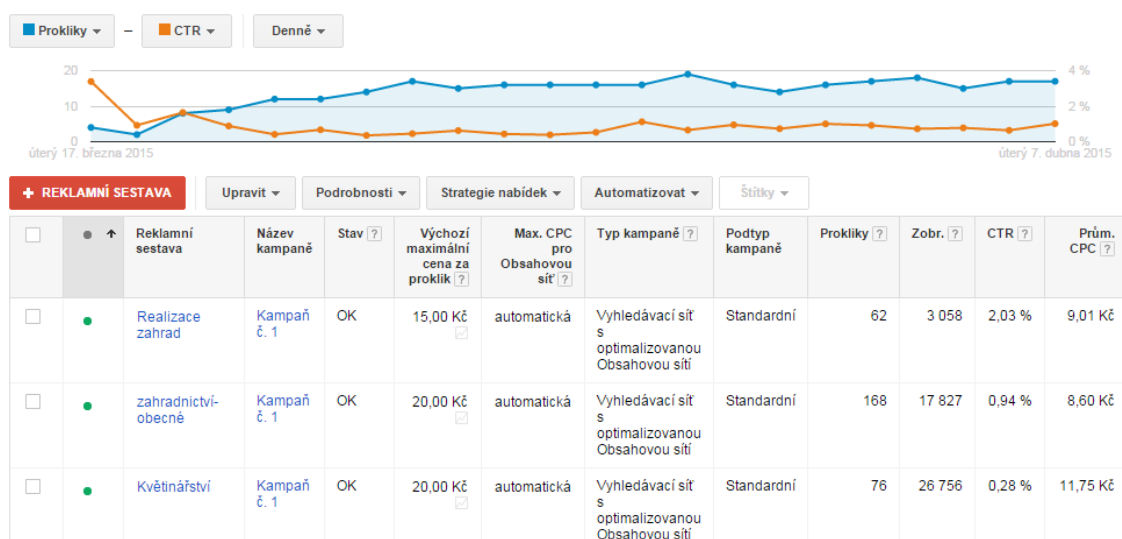 Prokliky – CTR Denně
20 4 %
10 2 %
0 0 %
úterý 17. března 2015 úterý 7. dubna 2015
+ REKLAMNÍ SESTAVA Upravit Podrobnosti Strategie nabídek Automatizovat Štítky
Reklamní sestava Název kampaně Stav ? Výchozí maximální cena za proklik ? Max. CPC pro Obsahovou síť ? Typ kampaně ? Podtyp kampaně Prokliky ? Zobr. ? CTR ? Prům. CPC ?
Realizace zahrad Kampaň č. 1 OK 15,00 Kč automatická Vyhledávací síť s optimalizovanou Obsahovou sítí Standardní 62 3 058 2,03 % 9,01 Kč
zahradnictví-obecné Kampaň č. 1 OK 20,00 Kč automatická Vyhledávací síť s optimalizovanou Obsahovou sítí Standardní 168 17 827 0,94 % 8,60 Kč
Květinářství Kampaň č. 1 OK 20,00 Kč automatická Vyhledávací síť s optimalizovanou Obsahovou sítí Standardní 76 26 756 0,28 % 11,75 Kč